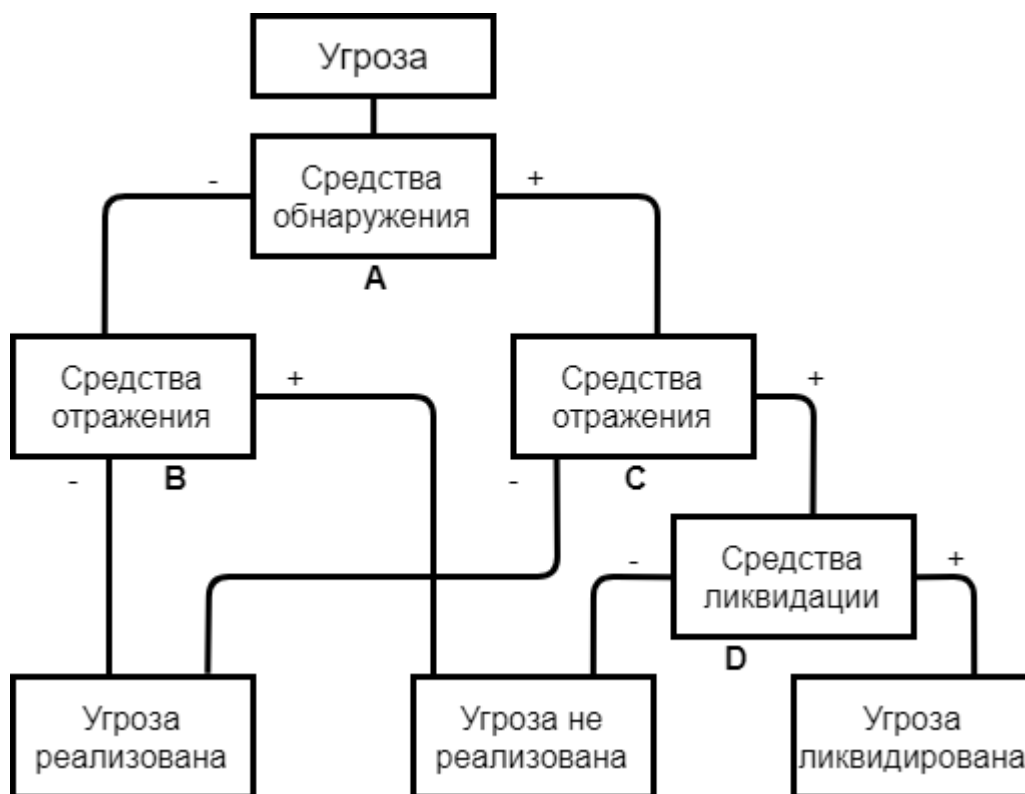 Угроза
Средства
обнаружения
-
+
A
Средства
отражения
+
-
B
Средства
отражения
+
-
C
Средства
ликвидации
-
+
D
Угроза
реализована
Угроза не
реализована
Угроза
ликвидирована